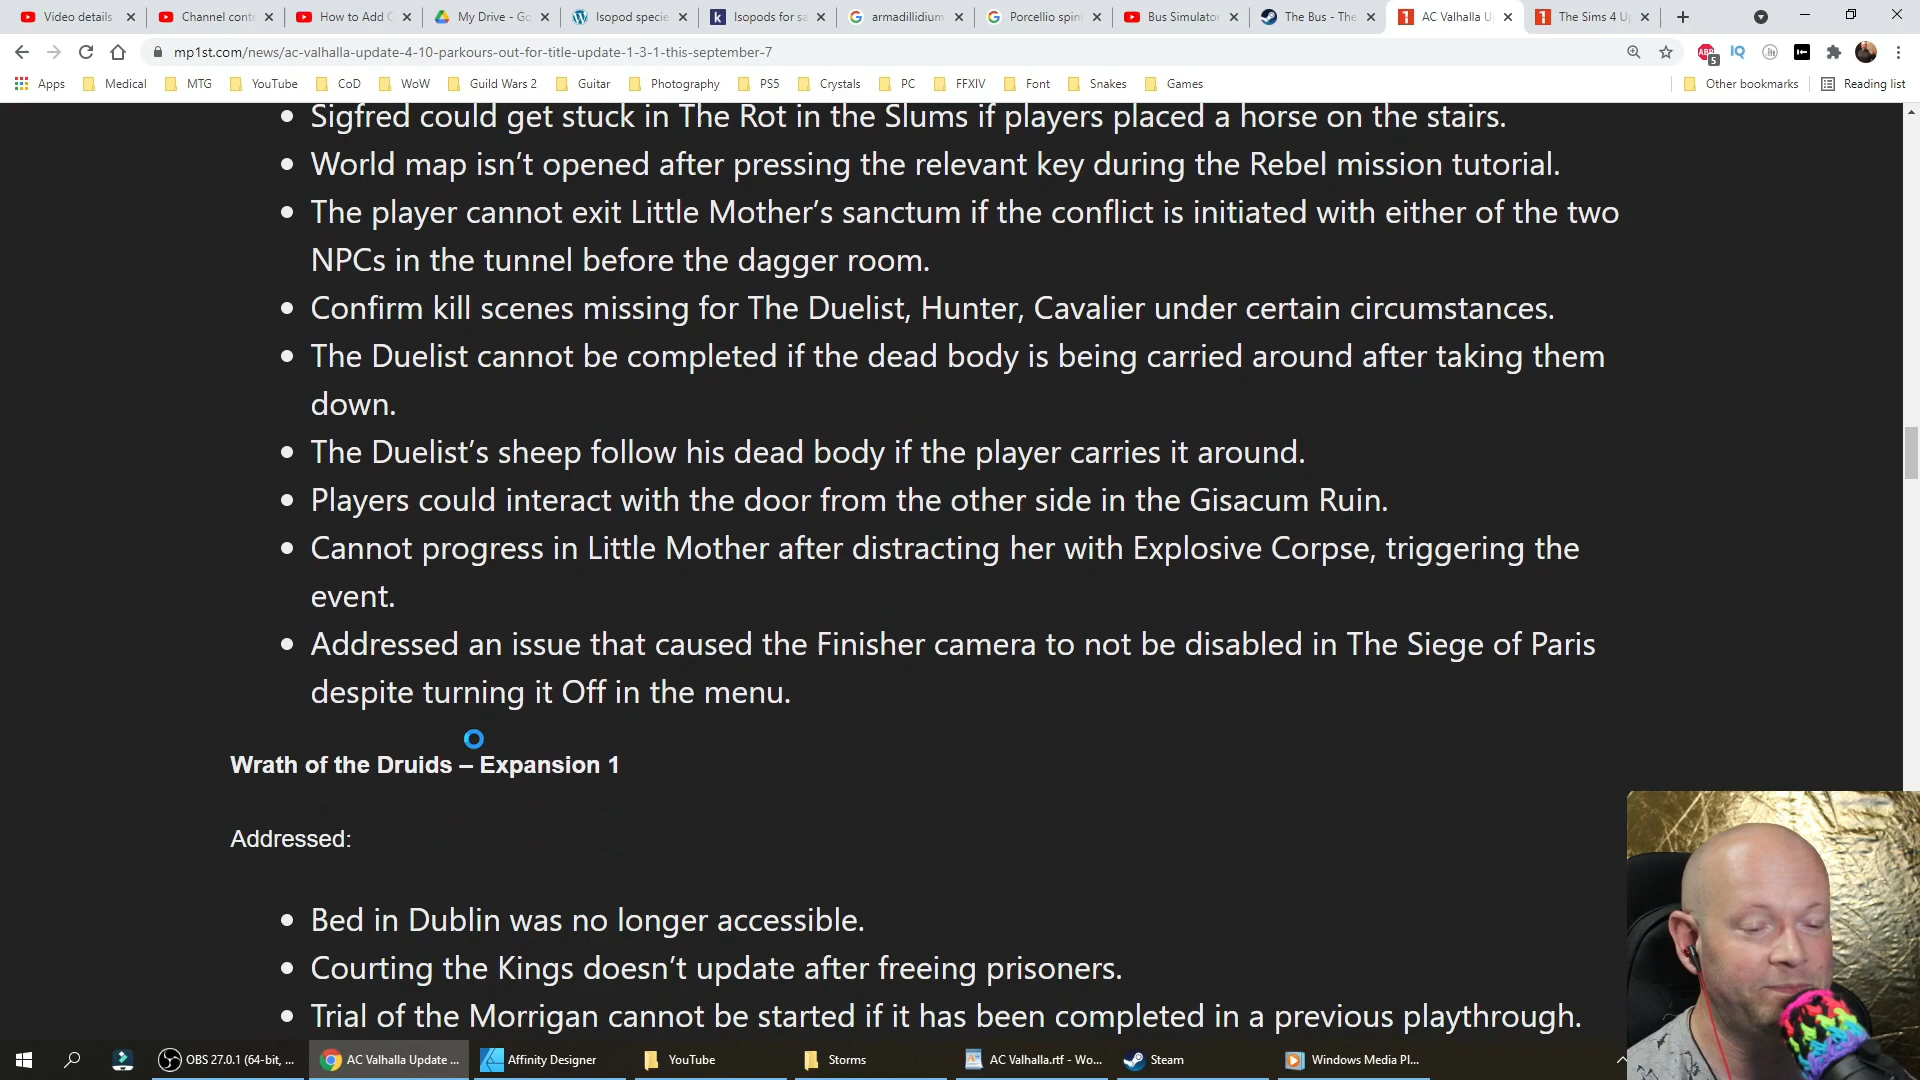 Video details
Channel cont
How to Add C
My Drive - Go
Isopod specie
Isopods for sa
armadillidium
Porcellio spin
Bus Simulator
The Bus - The
AC Valhalla U
The Sims 4 U
mp1st.com/news/ac-valhalla-update-4-10-parkours-out-for-title-update-1-3-1-this-september-7
ABP
5
IQ
Apps
Medical
MTG
YouTube
CoD
WoW
Guild Wars 2
Guitar
Photography
PS5
Crystals
PC
FFXIV
Font
Snakes
Games
Other bookmarks
Reading list
Sigfred could get stuck in The Rot in the Slums if players placed a horse on the stairs.
World map isn’t opened after pressing the relevant key during the Rebel mission tutorial.
The player cannot exit Little Mother’s sanctum if the conflict is initiated with either of the two
NPCs in the tunnel before the dagger room.
Confirm kill scenes missing for The Duelist, Hunter, Cavalier under certain circumstances.
The Duelist cannot be completed if the dead body is being carried around after taking them
down.
The Duelist’s sheep follow his dead body if the player carries it around.
Players could interact with the door from the other side in the Gisacum Ruin.
Cannot progress in Little Mother after distracting her with Explosive Corpse, triggering the
event.
Addressed an issue that caused the Finisher camera to not be disabled in The Siege of Paris
despite turning it Off in the menu.
Wrath of the Druids – Expansion 1
Addressed:
Bed in Dublin was no longer accessible.
Courting the Kings doesn’t update after freeing prisoners.
Trial of the Morrigan cannot be started if it has been completed in a previous playthrough.
OBS 27.0.1 (64-bit, ...
AC Valhalla Update ...
Affinity Designer
YouTube
Storms
AC Valhalla.rtf - Wo...
Steam
Windows Media Pl...